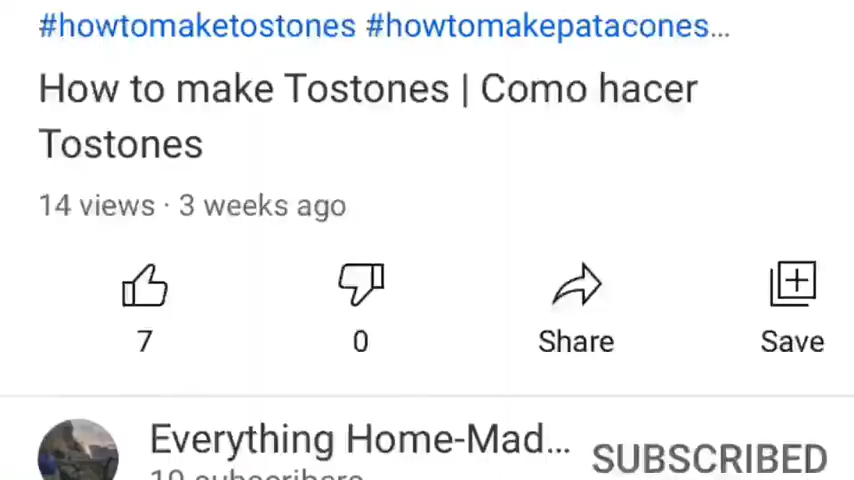 #howtomaketostones #howtomakepatacones...
How to make Tostones | Como hacer
Tostones
14 views · 3 weeks ago
7 0 Share Save
Everything Home-Mad... SUBSCRIBED
subscribers